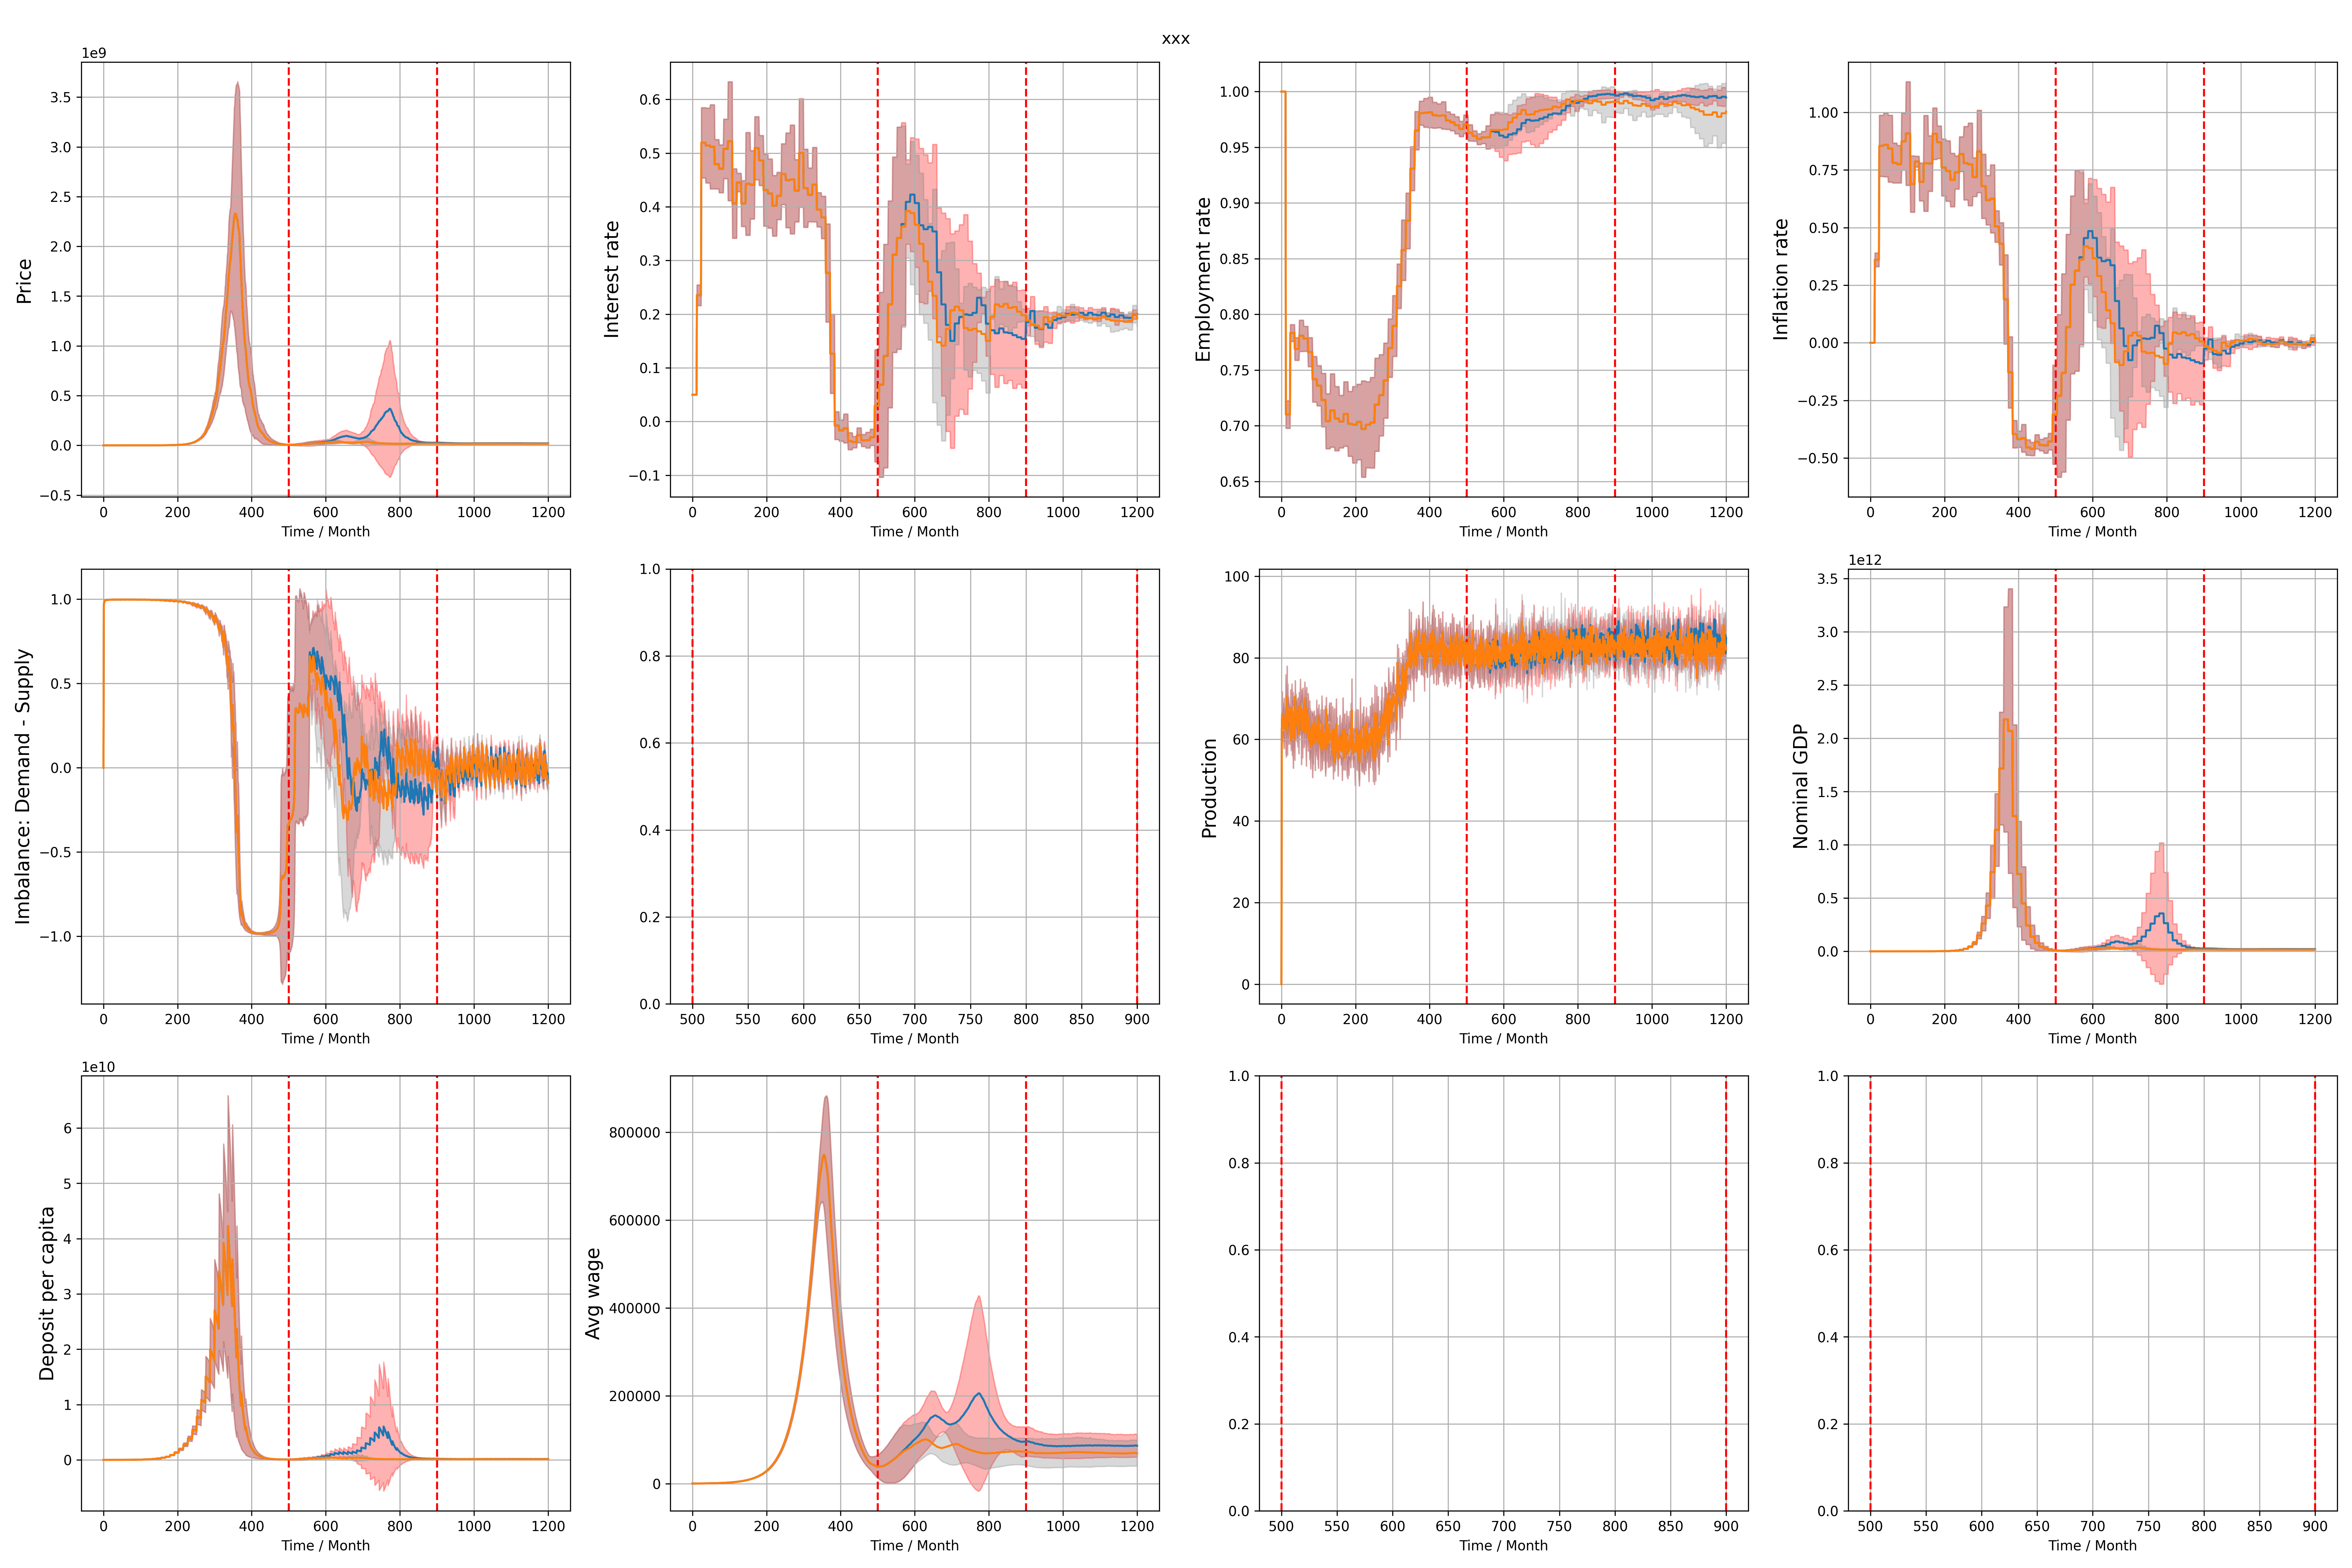 xxx
1e9
Price
3.5
3.0
2.5
2.0
1.5
1.0
0.5
0.0
−0.5
0 200 400 600 800 1000 1200
Time / Month
Interest rate
0.6
0.5
0.4
0.3
0.2
0.1
0.0
−0.1
0 200 400 600 800 1000 1200
Time / Month
Employment rate
1.00
0.95
0.90
0.85
0.80
0.75
0.70
0.65
0 200 400 600 800 1000 1200
Time / Month
Inflation rate
1.00
0.75
0.50
0.25
0.00
−0.25
−0.50
0 200 400 600 800 1000 1200
Time / Month
Imbalance: Demand - Supply
1.0
0.5
0.0
−0.5
−1.0
0 200 400 600 800 1000 1200
Time / Month
1.0
0.8
0.6
0.4
0.2
0.0
500 550 600 650 700 750 800 850 900
Time / Month
Production
100
80
60
40
20
0
0 200 400 600 800 1000 1200
Time / Month
1e12
Nominal GDP
3.5
3.0
2.5
2.0
1.5
1.0
0.5
0.0
0 200 400 600 800 1000 1200
Time / Month
1e10
Deposit per capita
6
5
4
3
2
1
0
0 200 400 600 800 1000 1200
Time / Month
Avg wage
800000
600000
400000
200000
0
0 200 400 600 800 1000 1200
Time / Month
1.0
0.8
0.6
0.4
0.2
0.0
500 550 600 650 700 750 800 850 900
Time / Month
1.0
0.8
0.6
0.4
0.2
0.0
500 550 600 650 700 750 800 850 900
Time / Month